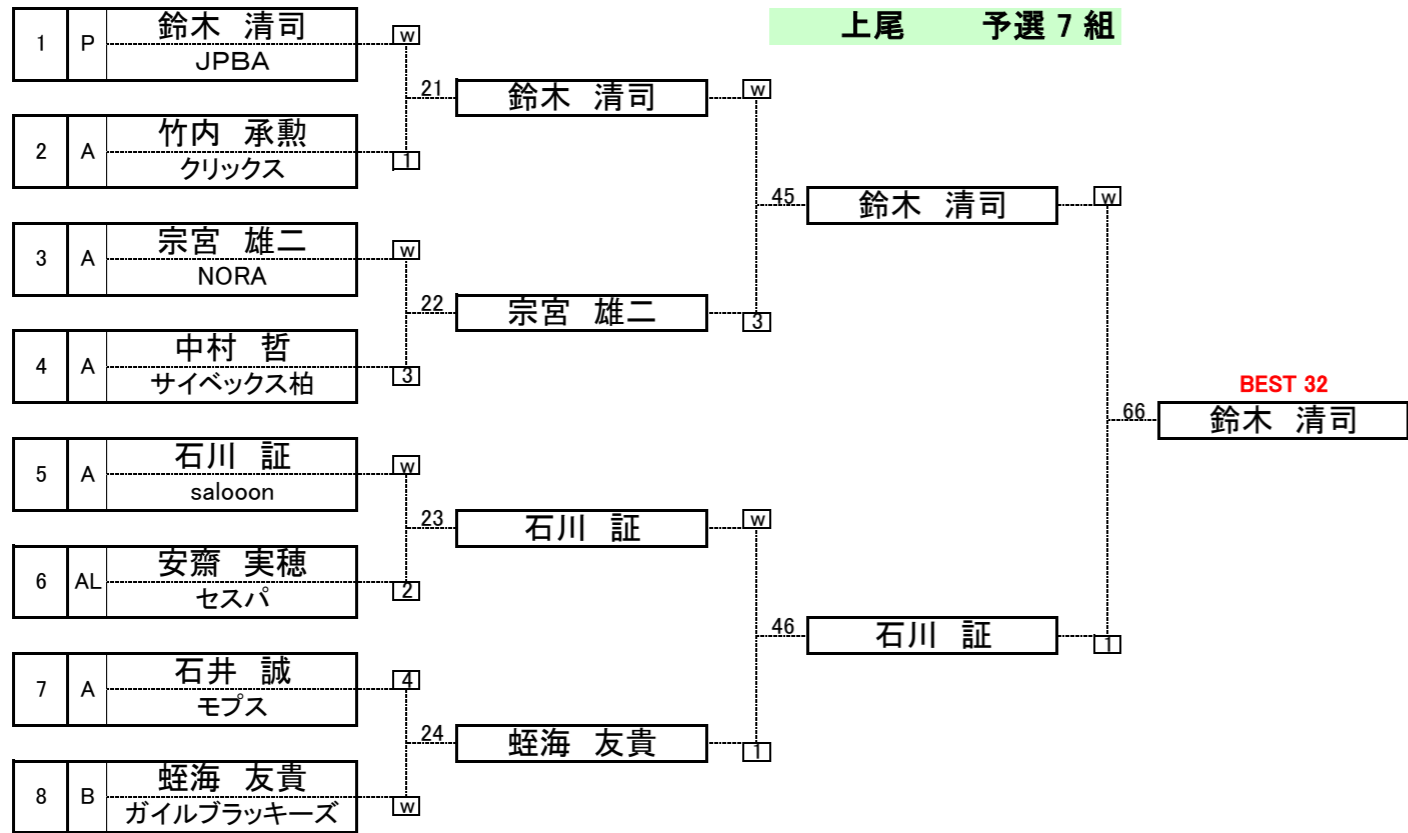 上尾 予選 7 組
1 P 鈴木 清司 W
JPBA
21 鈴木 清司 W
2 A 竹内 承勲 1
クリックス
45 鈴木 清司 W
3 A 宗宮 雄二 W
NORA
22 宗宮 雄二 3
4 A 中村 哲 3
サイベックス柏
BEST 32
66 鈴木 清司
5 A 石川 証 W
salooon
23 石川 証 W
6 AL 安齋 実穂 2
セスパ
46 石川 証 1
7 A 石井 誠 4
モプス
24 蛭海 友貴 1
8 B 蛭海 友貴 W
ガイルブラッキーズ